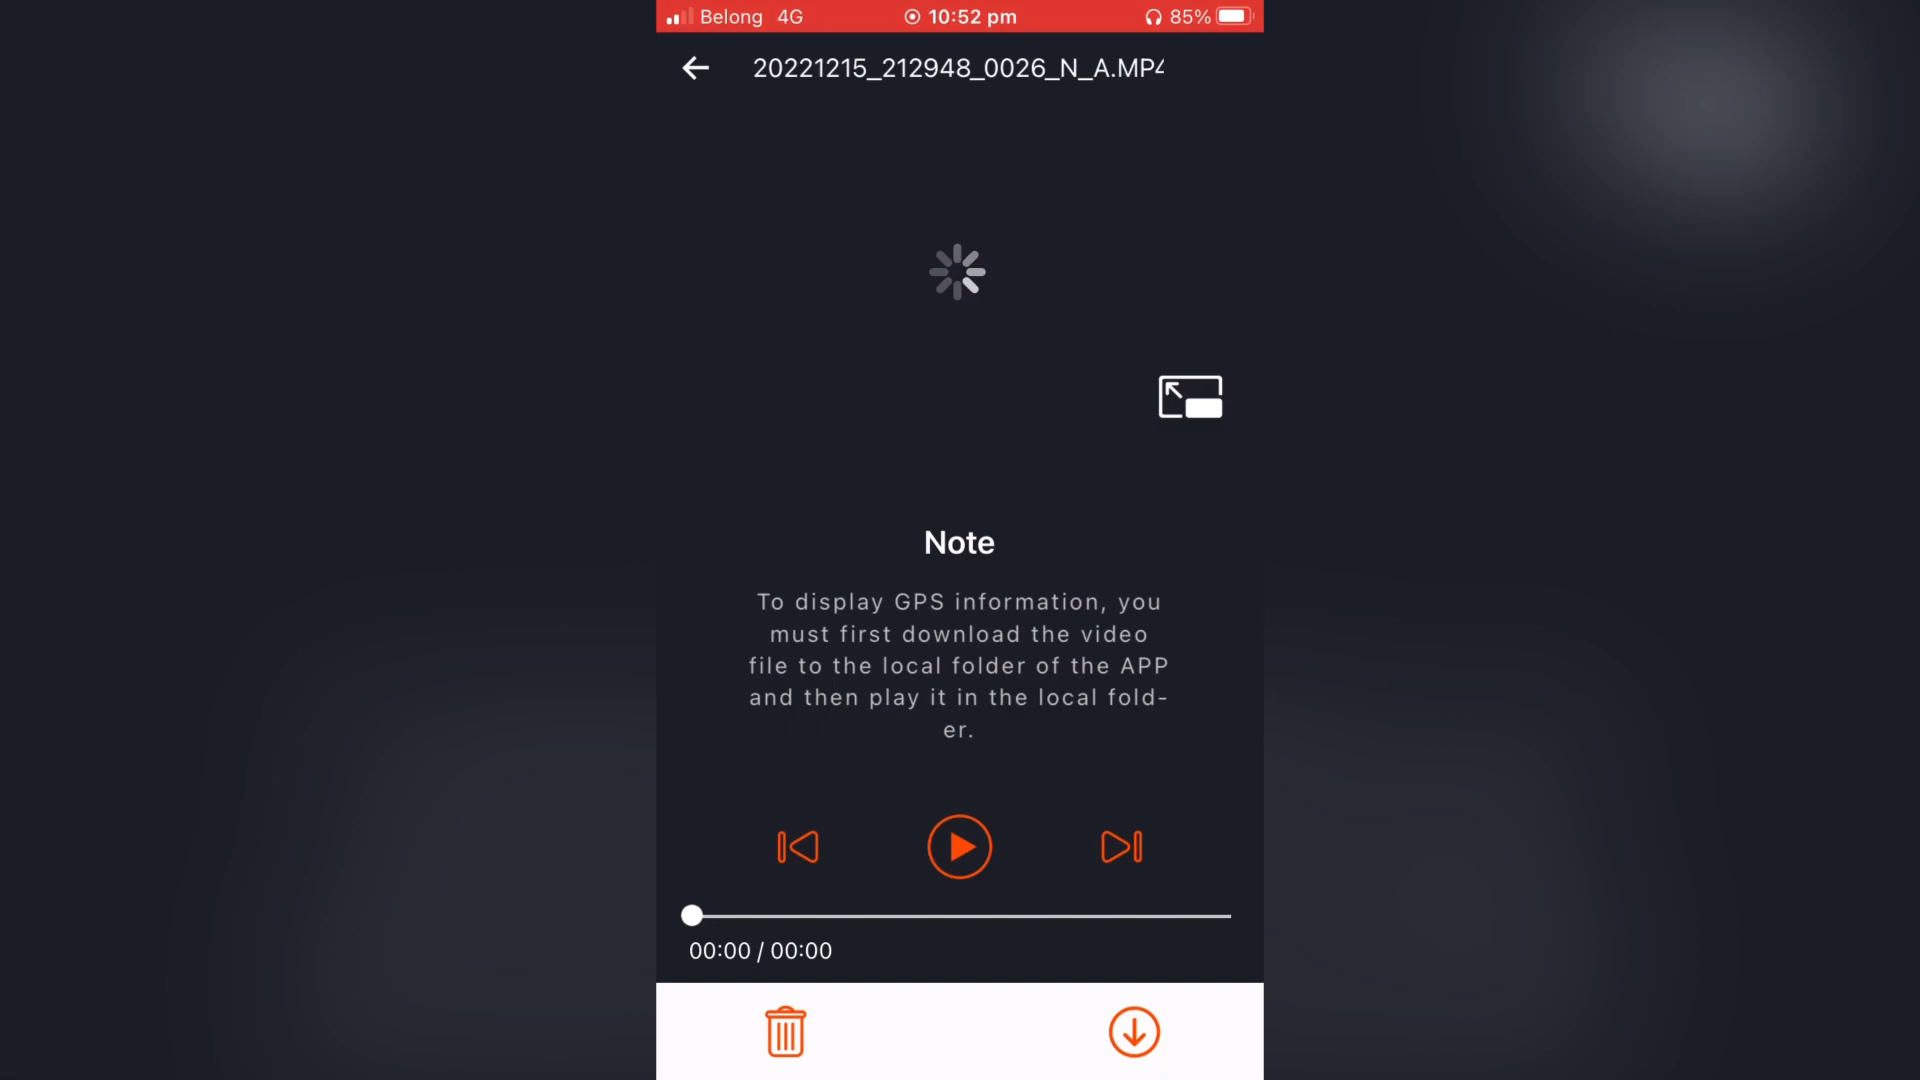 Belong 4G 10:52 pm 85%
20221215_212948_0026_N_A.MP4
Note
To display GPS information, you
must first download the video
file to the local folder of the APP
and then play it in the local fold-
er.
00:00 / 00:00